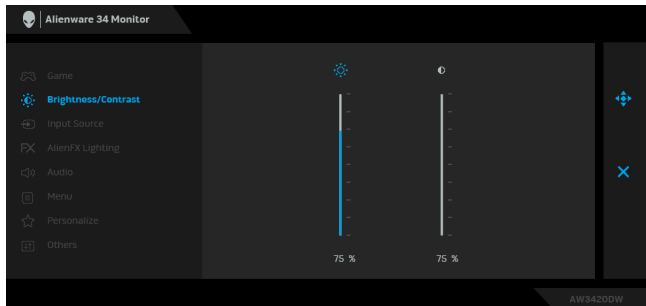 Alienware 34 Monitor
Game
Brightness/Contrast
Input Source
AlienFX Lighting
Audio
Menu
Personalize
Others
75 %
75 %
AW3420DW